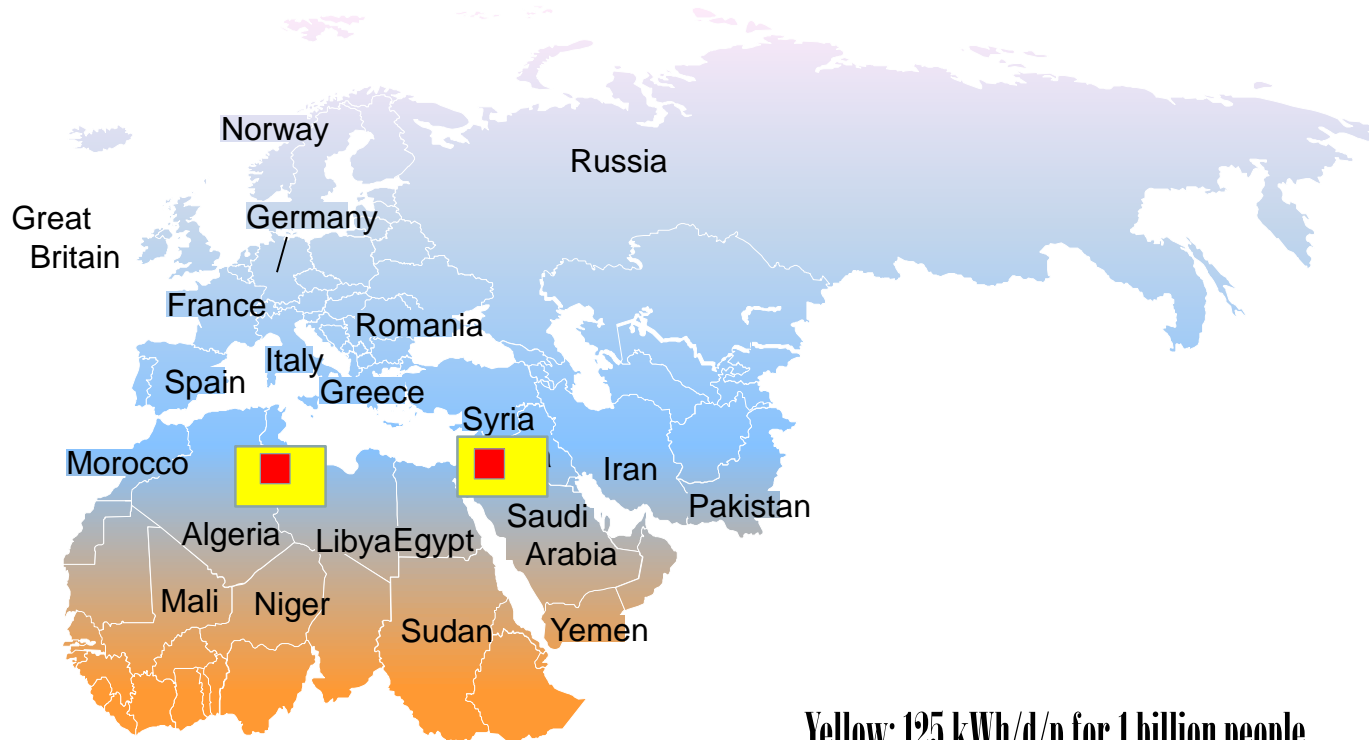 Norway
Russia
Great
Britain
Germany
France
Romania
Italy
Spain
Greece
Syria
Morocco
Iran
Pakistan
Algeria
Libya
Egypt
Saudi
Arabia
Mali
Niger
Sudan
Yemen
Yellow: 125 kWh/d/p for 1 billion people